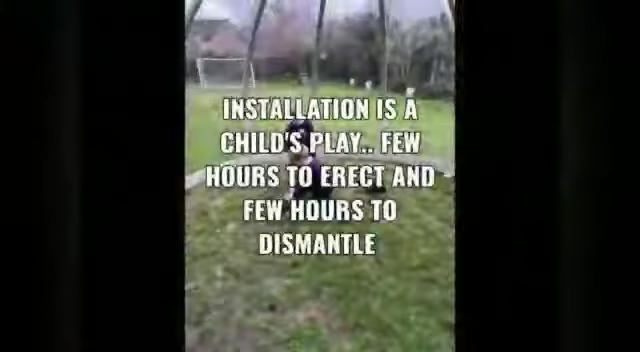 INSTALLATION IS A
CHILD'S PLAY.. FEW
HOURS TO ERECT AND
FEW HOURS TO
DISMANTLE